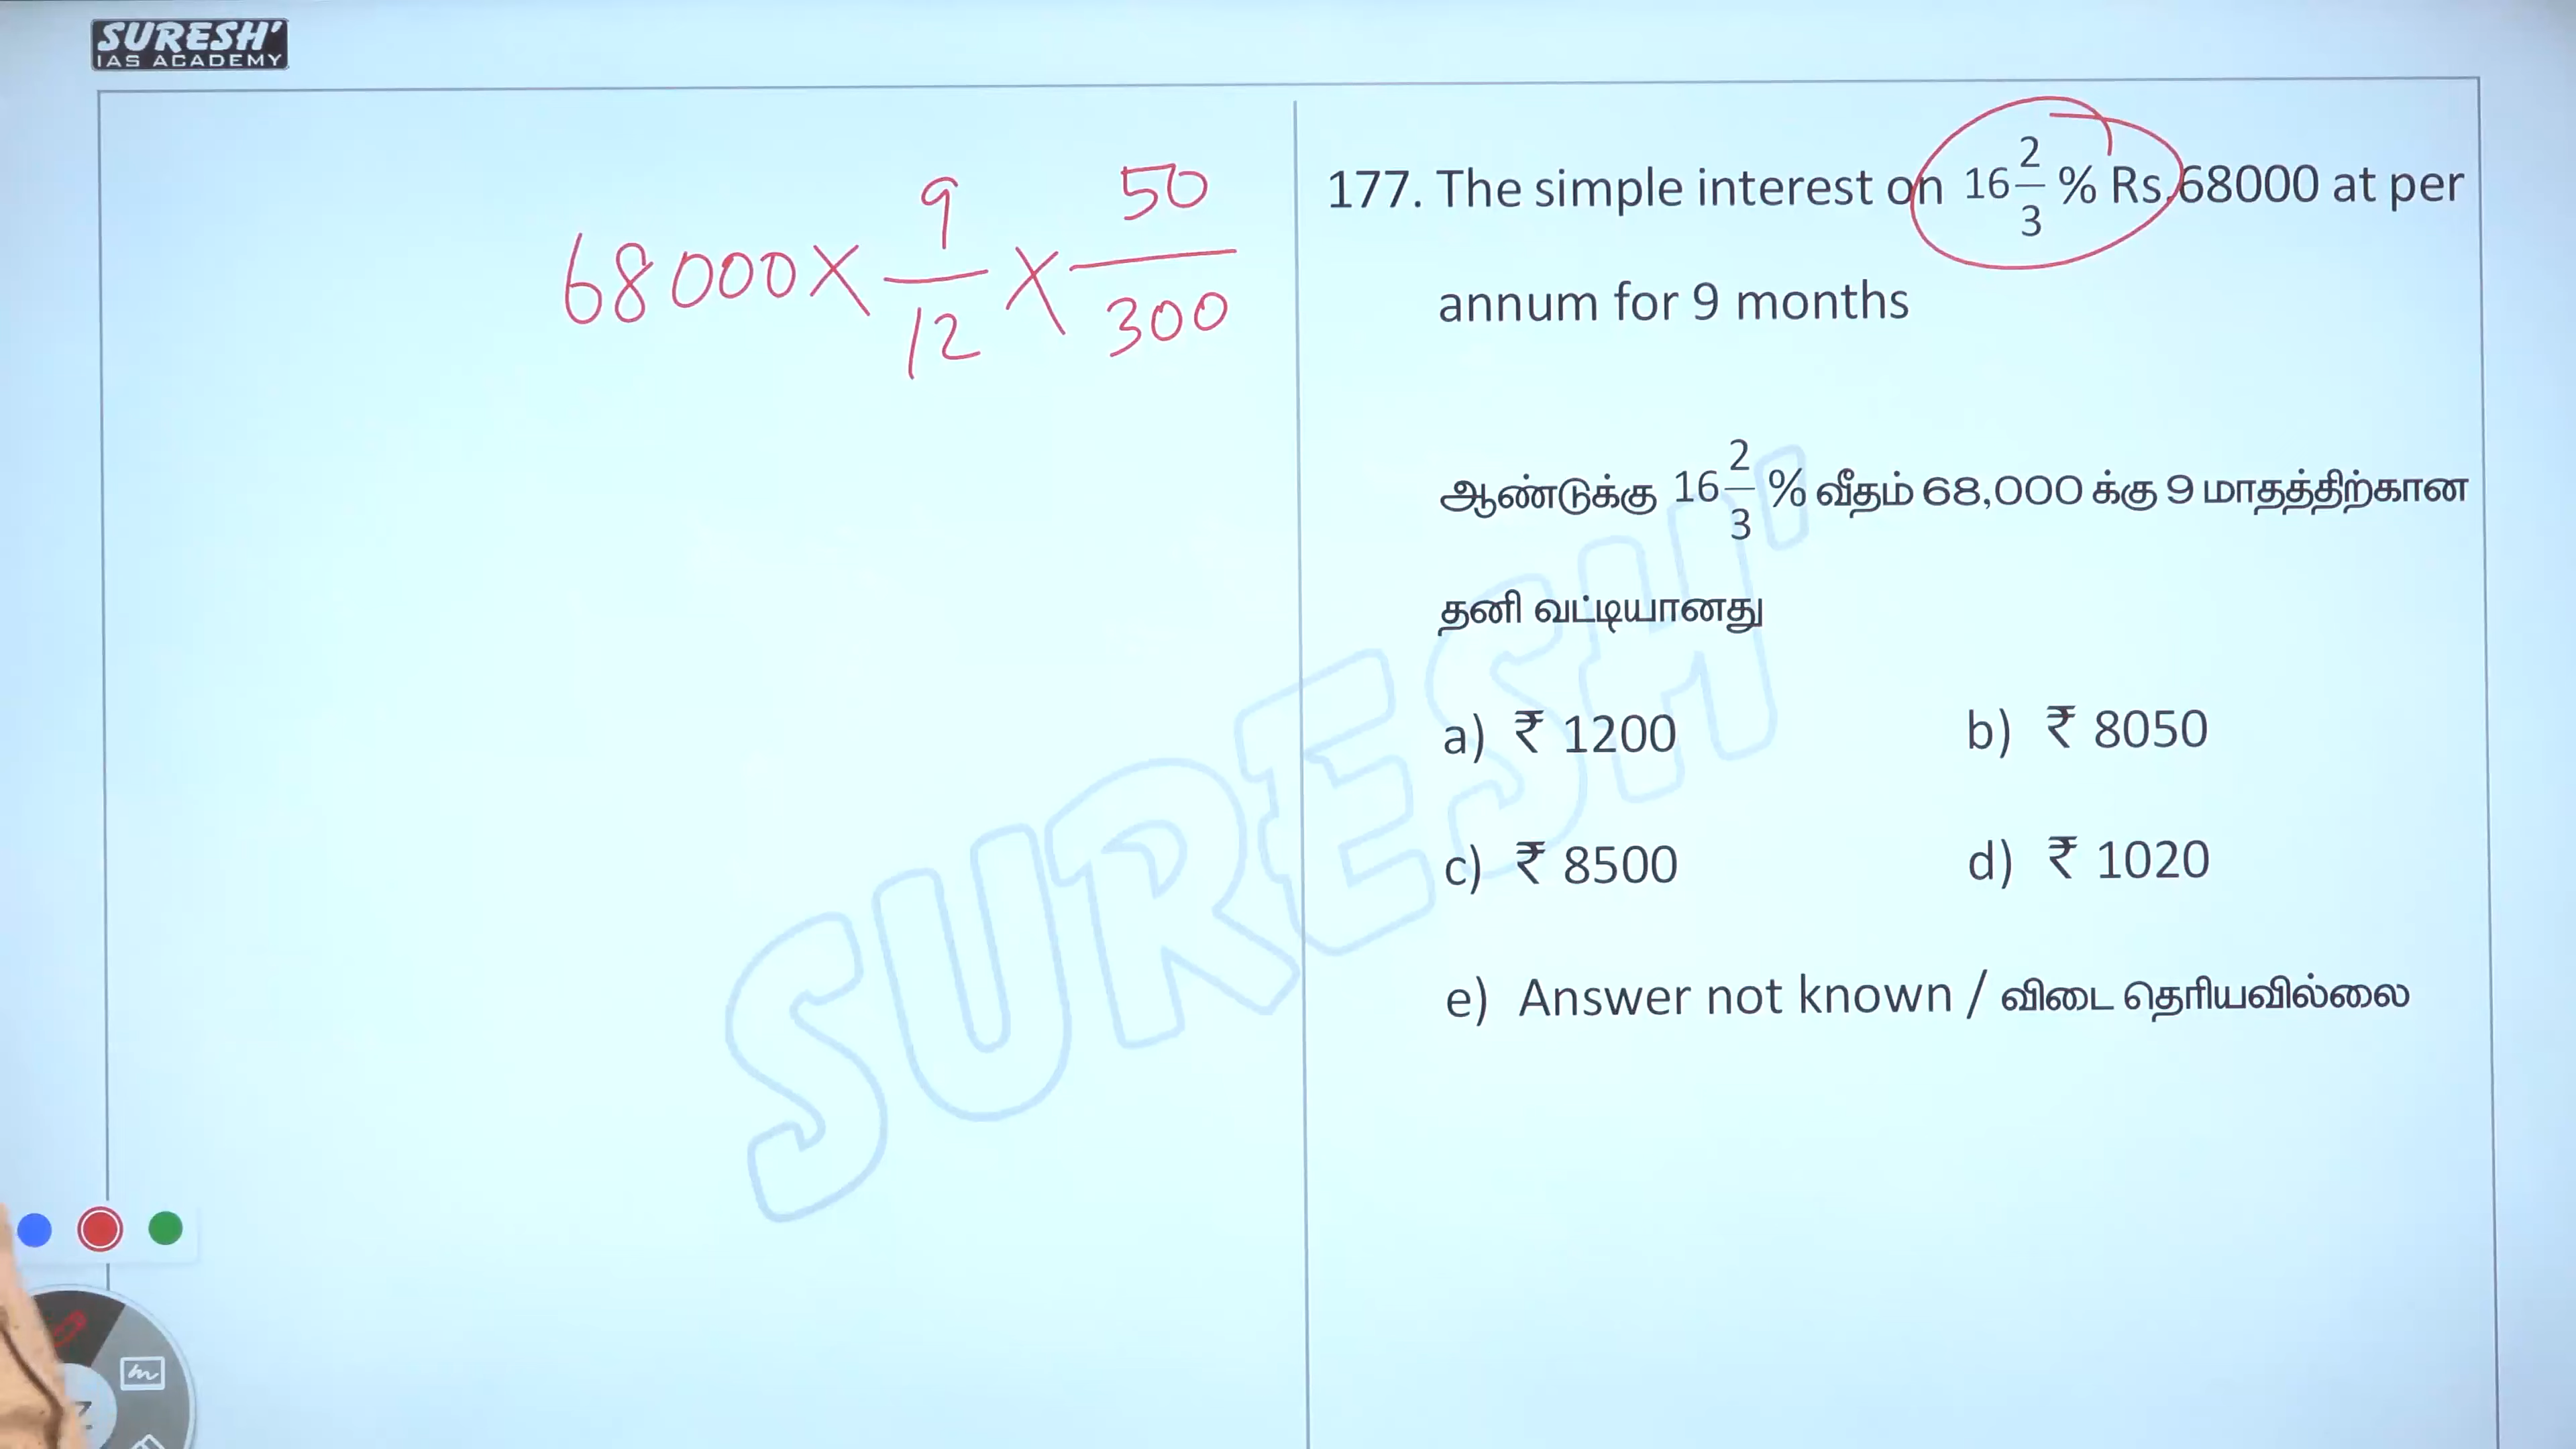 SURESH'
IAS ACADEMY
68000 × 9/12 × 50/300
177. The simple interest on 16 2/3 % Rs.68000 at per
annum for 9 months
ஆண்டுக்கு 16 2/3 % வீதம் 68,000 க்கு 9 மாதத்திற்கான
தனி வட்டியானது
a) ₹ 1200
b) ₹ 8050
c) ₹ 8500
d) ₹ 1020
e) Answer not known / விடை தெரியவில்லை
SURESH'